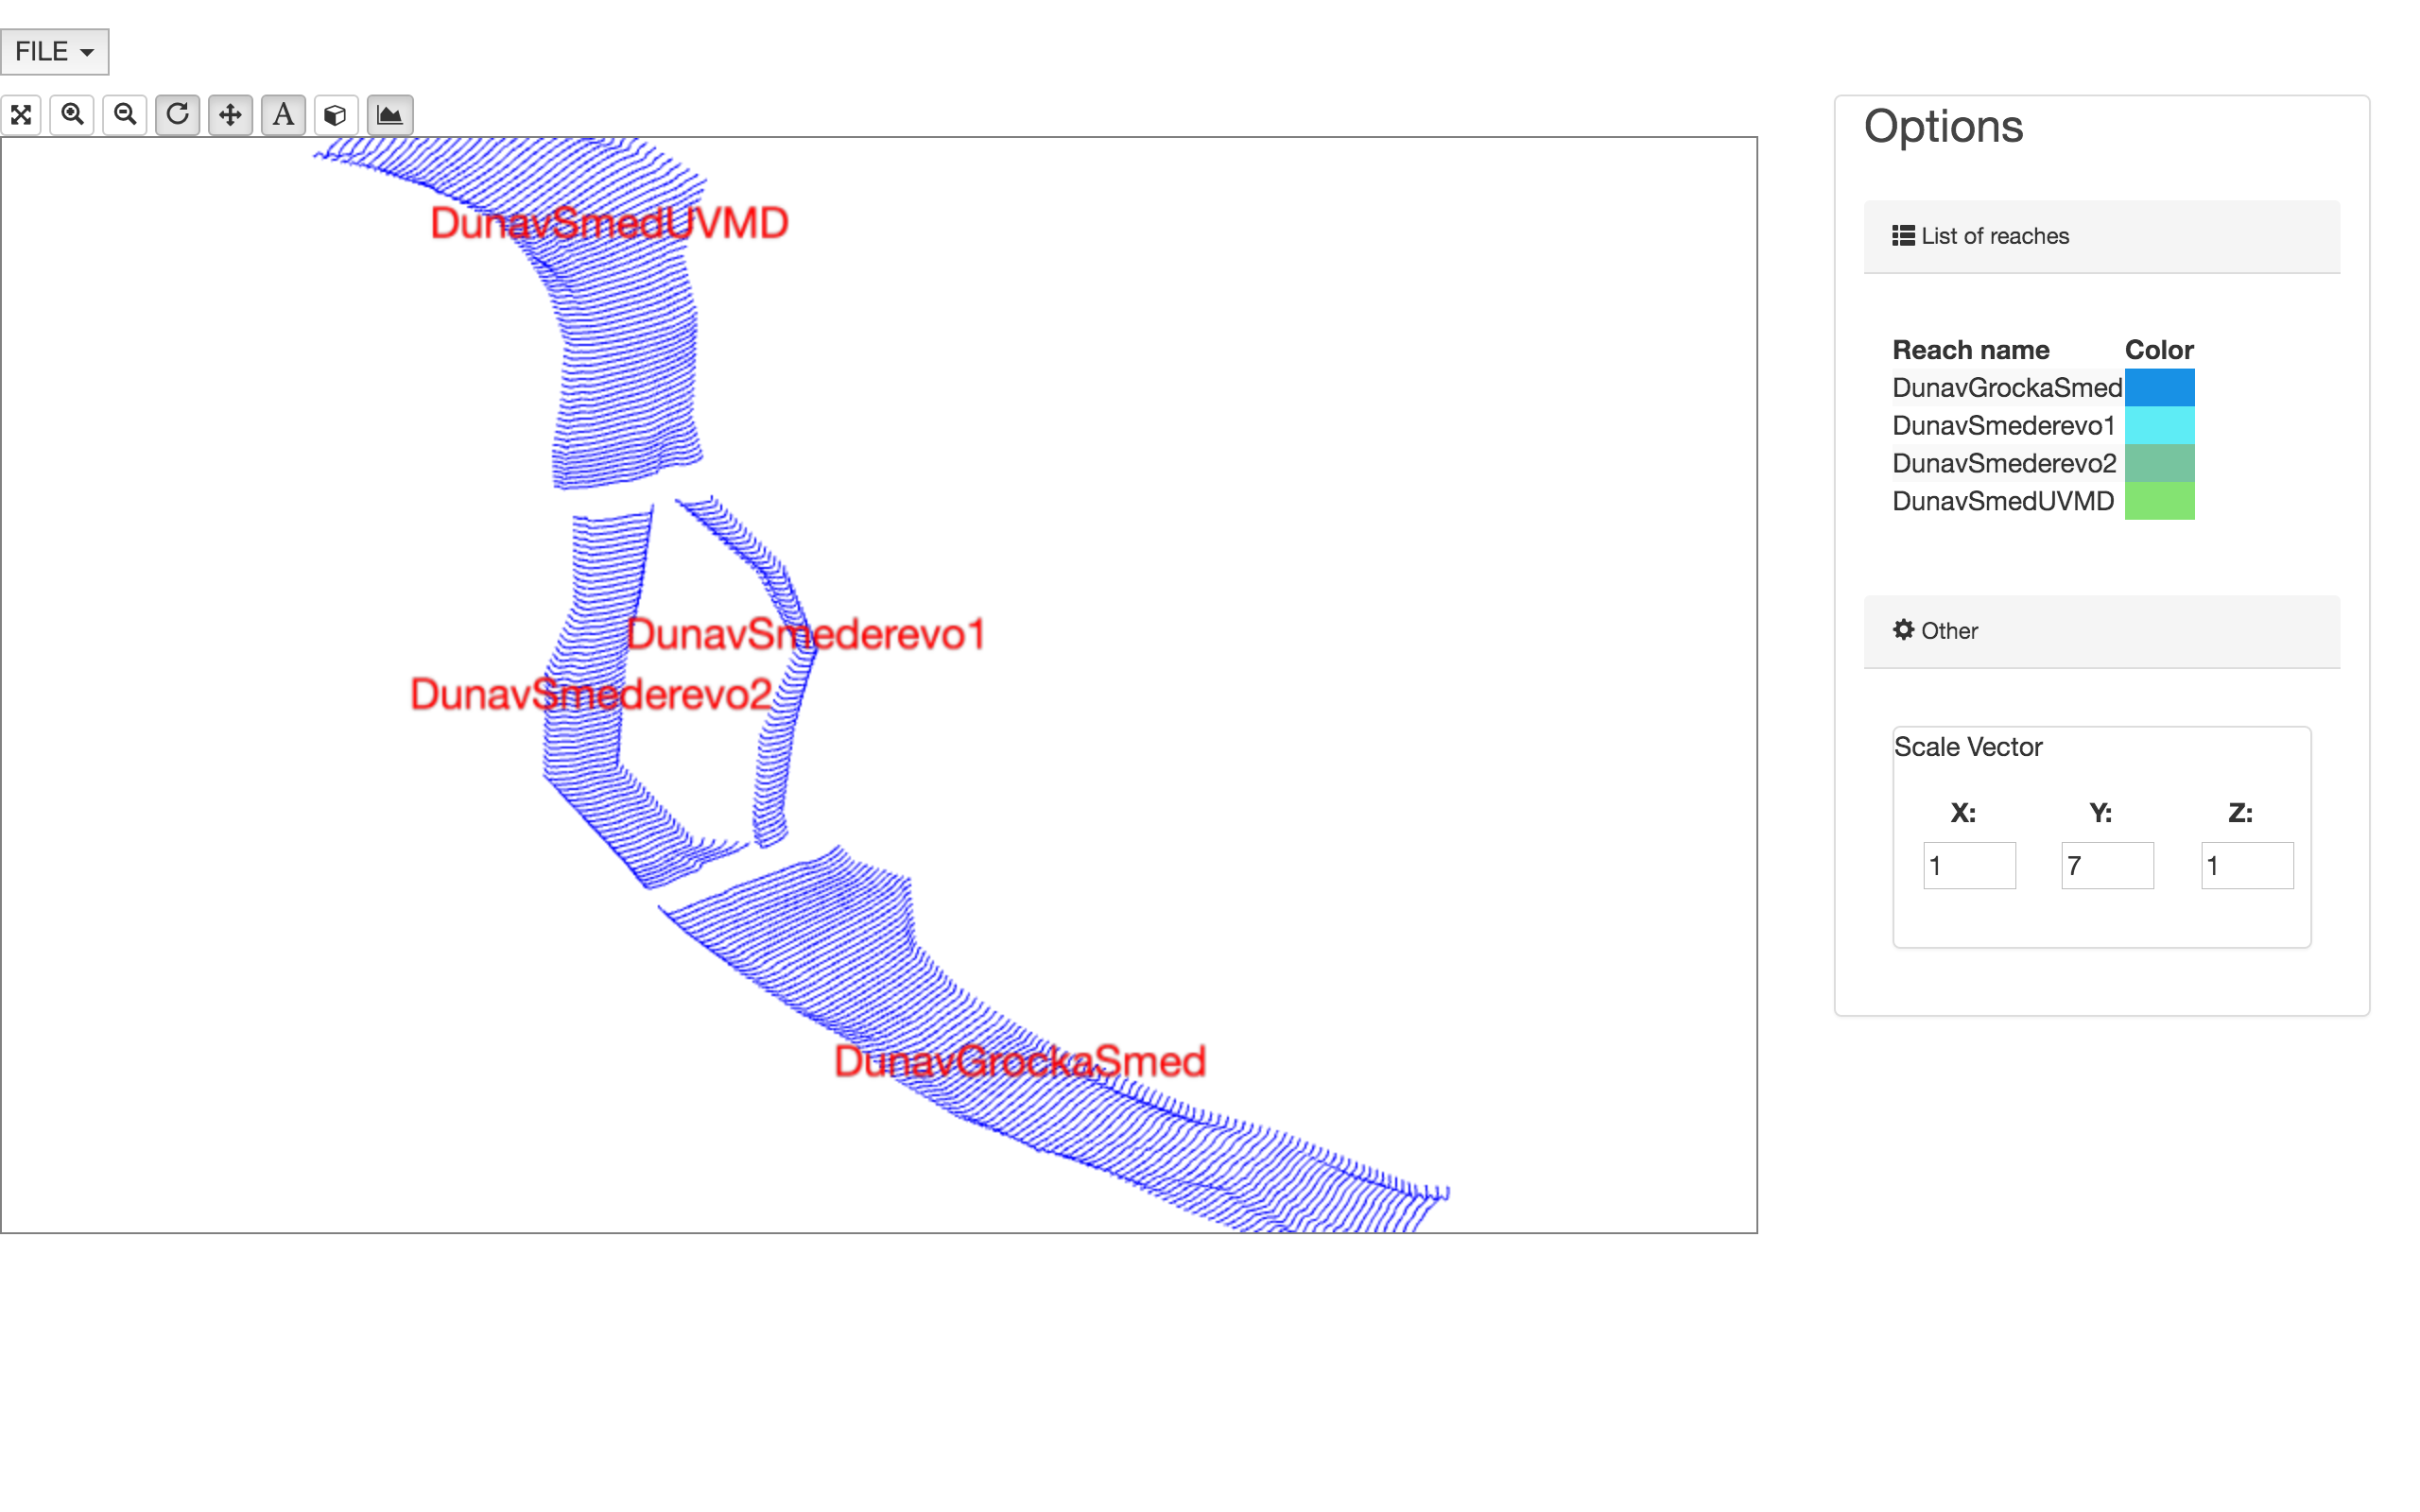 FILE
A
DunavSmedUVMD
DunavSmederevo1
DunavSmederevo2
DunavGrockaSmed
Options
List of reaches
Reach name Color
DunavGrockaSmed
DunavSmederevo1
DunavSmederevo2
DunavSmedUVMD
Other
Scale Vector
X: Y: Z:
1 7 1